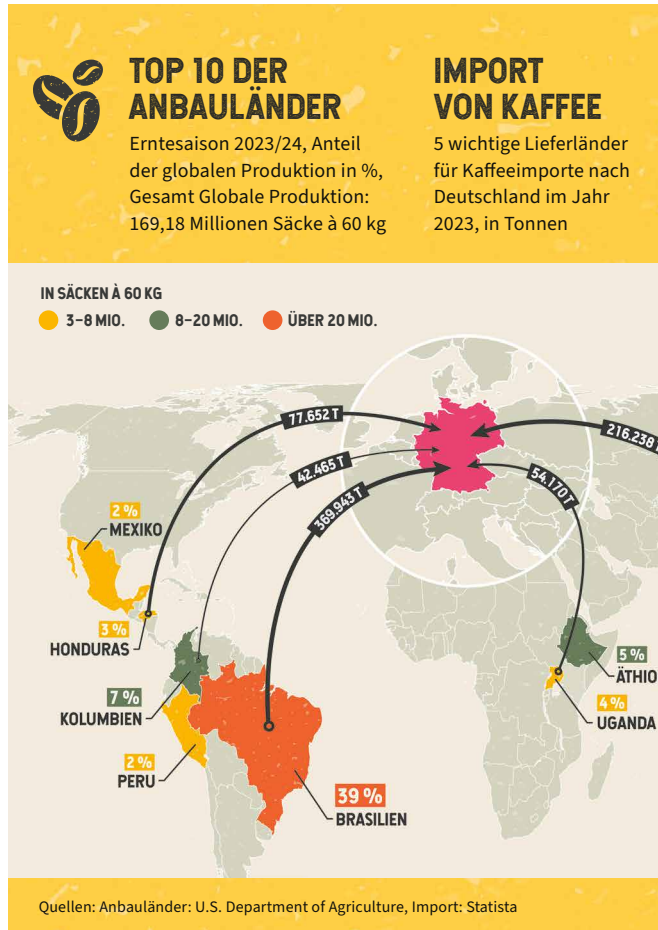 TOP 10 DER
ANBAULÄNDER
Erntesaison 2023/24, Anteil
der globalen Produktion in %,
Gesamt Globale Produktion:
169,18 Millionen Säcke à 60 kg
IMPORT
VON KAFFEE
5 wichtige Lieferländer
für Kaffeeimporte nach
Deutschland im Jahr
2023, in Tonnen
IN SÄCKEN À 60 KG
3–8 MIO.
8–20 MIO.
ÜBER 20 MIO.
77.652 T
42.465 T
369.943 T
216.238
54.170 T
2 %
MEXIKO
3 %
HONDURAS
7 %
KOLUMBIEN
2 %
PERU
39 %
BRASILIEN
5 %
ÄTHIO
4 %
UGANDA
Quellen: Anbauländer: U.S. Department of Agriculture, Import: Statista